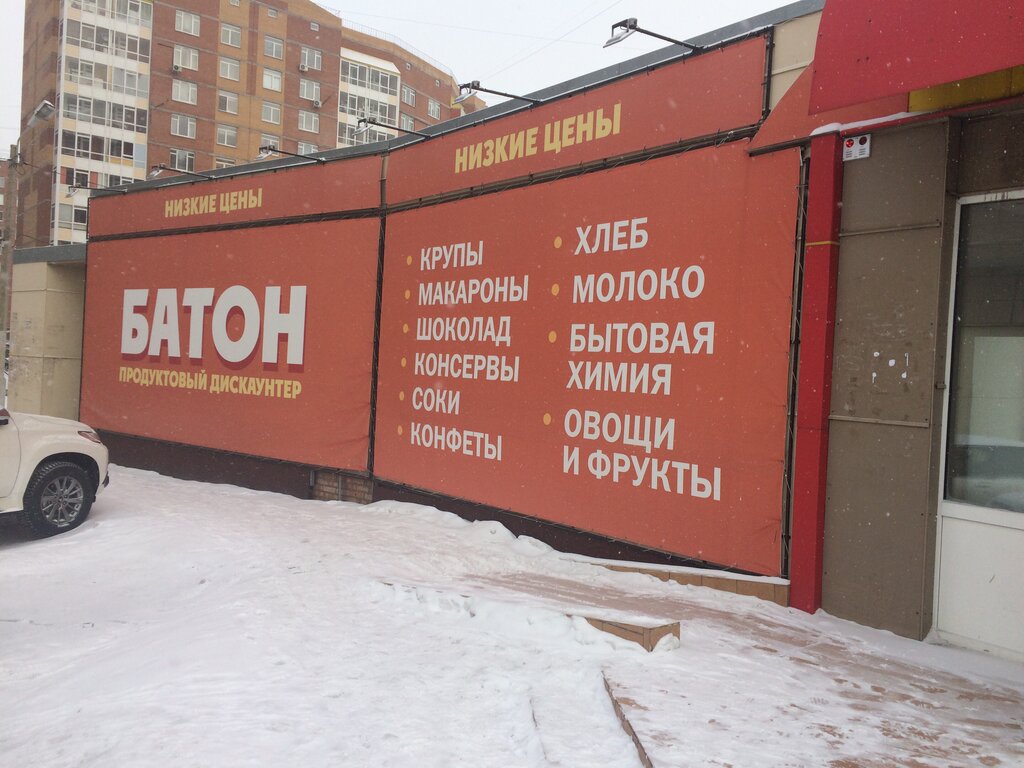 НИЗКИЕ ЦЕНЫ
БАТОН
ПРОДУКТОВЫЙ ДИСКАУНТЕР
НИЗКИЕ ЦЕНЫ
• КРУПЫ
• МАКАРОНЫ
• ШОКОЛАД
• КОНСЕРВЫ
• СОКИ
• КОНФЕТЫ
• ХЛЕБ
• МОЛОКО
• БЫТОВАЯ
ХИМИЯ
• ОВОЩИ
И ФРУКТЫ